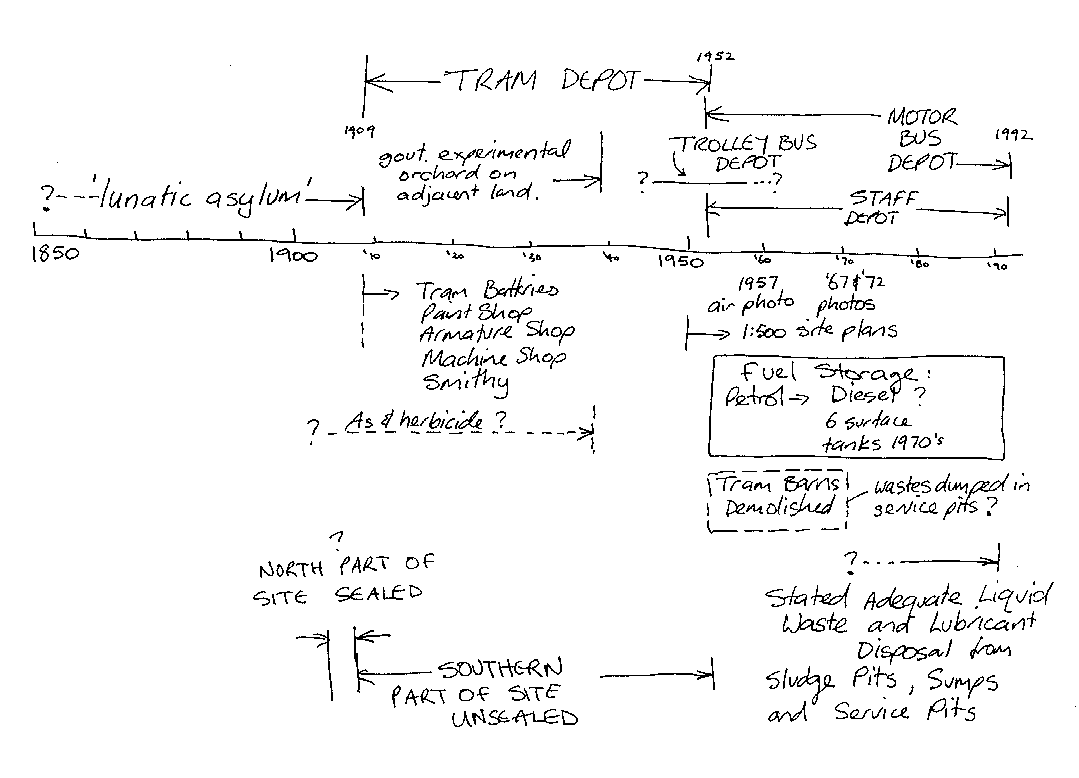 1952
TRAM DEPOT
1909
MOTOR
BUS
DEPOT
1992
TROLLEY BUS
DEPOT
govt. experimental
orchard on
adjacent land.
? ...?
?---'lunatic asylum'
STAFF
DEPOT
1850 1900 '10 '20 '30 '40 1950 '60 '70 '80 '90
Tram Batteries
Paint Shop
Armature Shop
Machine Shop
Smithy
1957
air photo
'67 & '72
photos
1:500 site plans
Fuel Storage:
Petrol → Diesel ?
6 surface
tanks 1970's
? As & herbicide ?
Tram Barns
Demolished
wastes dumped in
service pits ?
?
NORTH PART OF
SITE SEALED
?
Stated Adequate Liquid
Waste and Lubricant
Disposal from
Sludge Pits, Sumps
and Service Pits
SOUTHERN
PART OF SITE
UNSEALED